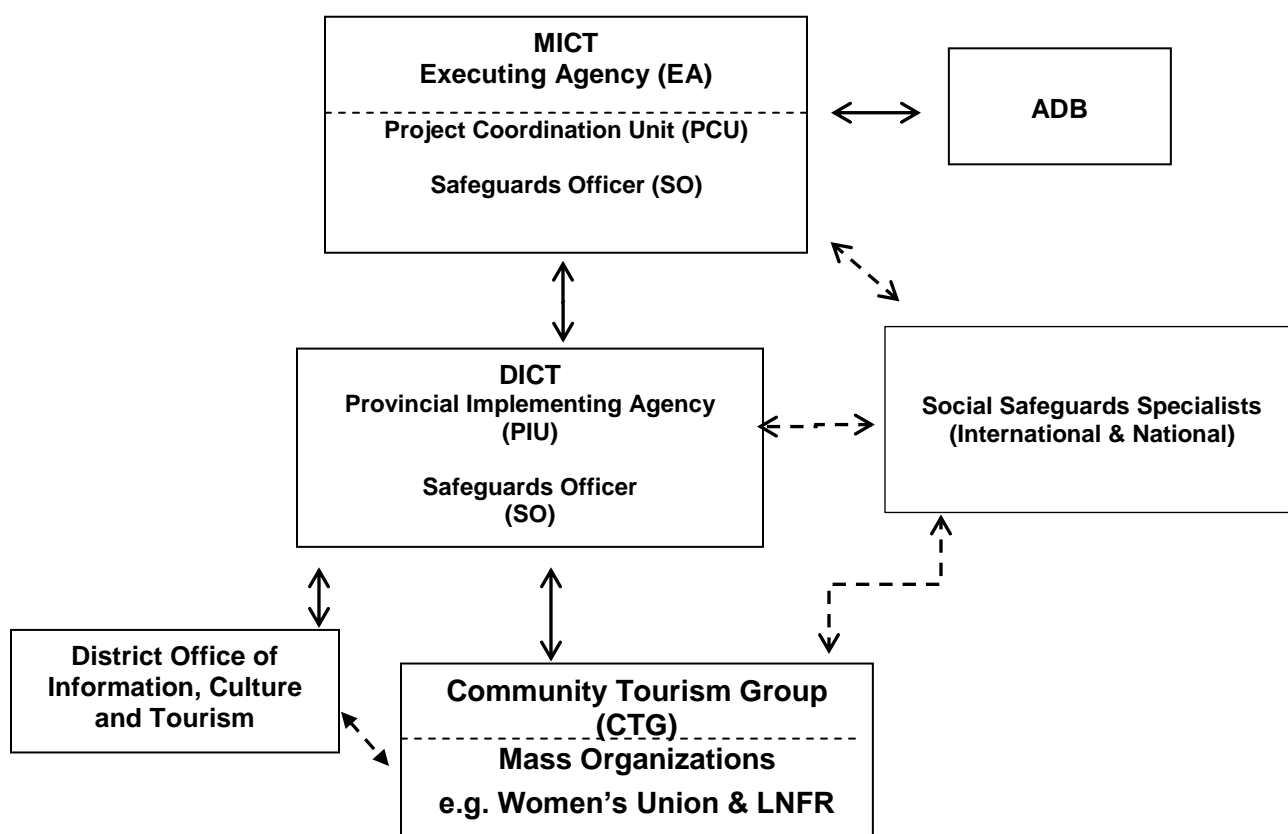 MICT
Executing Agency (EA)
Project Coordination Unit (PCU)
Safeguards Officer (SO)
ADB
DICT
Provincial Implementing Agency
(PIU)
Safeguards Officer
(SO)
Social Safeguards Specialists
(International & National)
District Office of
Information, Culture
and Tourism
Community Tourism Group
(CTG)
Mass Organizations
e.g. Women’s Union & LNFR